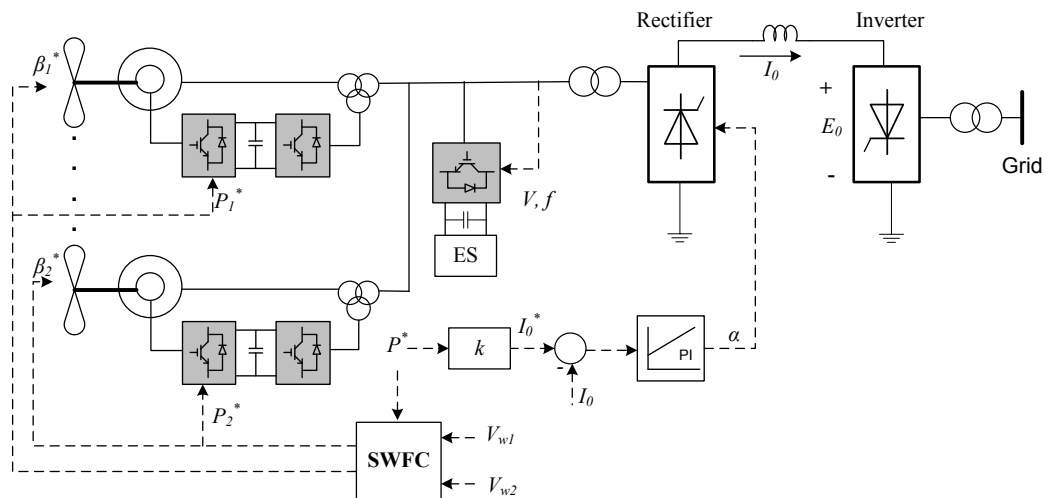 Rectifier
Inverter
β1*
I0
+
E0
-
Grid
P1*
V, f
ES
β2*
P*
k
I0*
-
I0
PI
α
P2*
SWFC
Vw1
Vw2